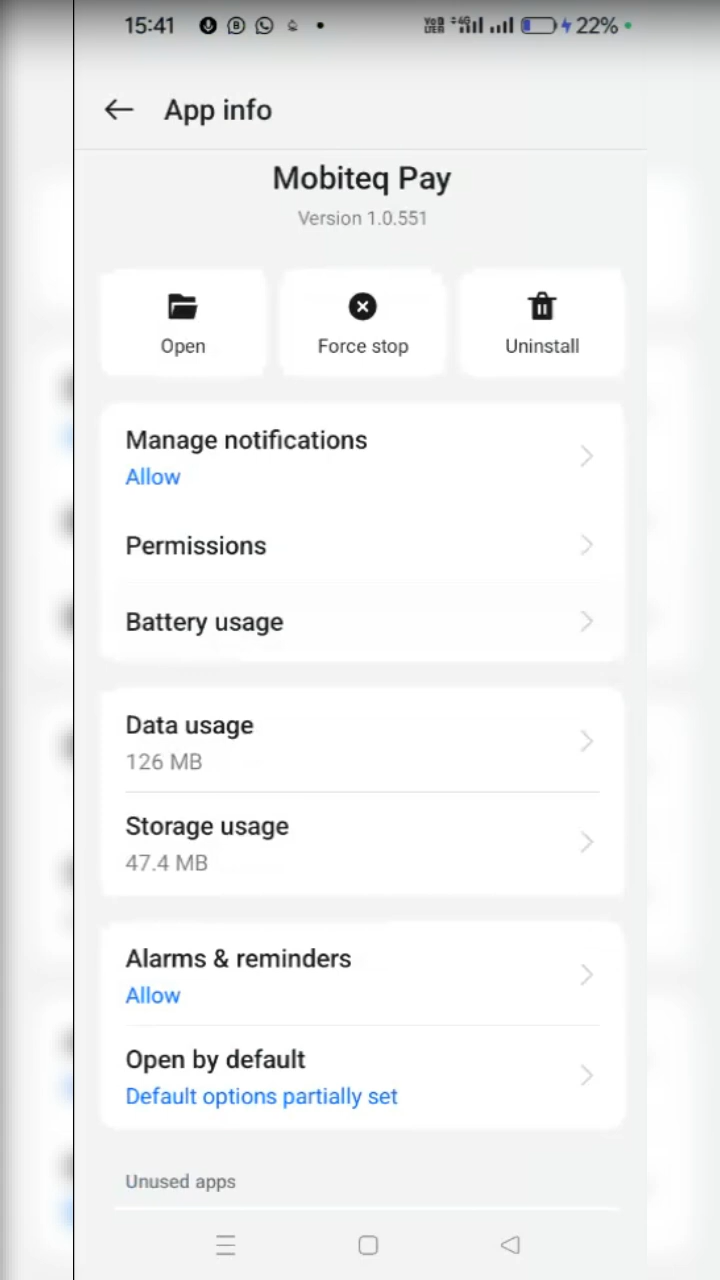 15:41 22%
App info
Mobiteq Pay
Version 1.0.551
Open Force stop Uninstall
Manage notifications
Allow
Permissions
Battery usage
Data usage
126 MB
Storage usage
47.4 MB
Alarms & reminders
Allow
Open by default
Default options partially set
Unused apps